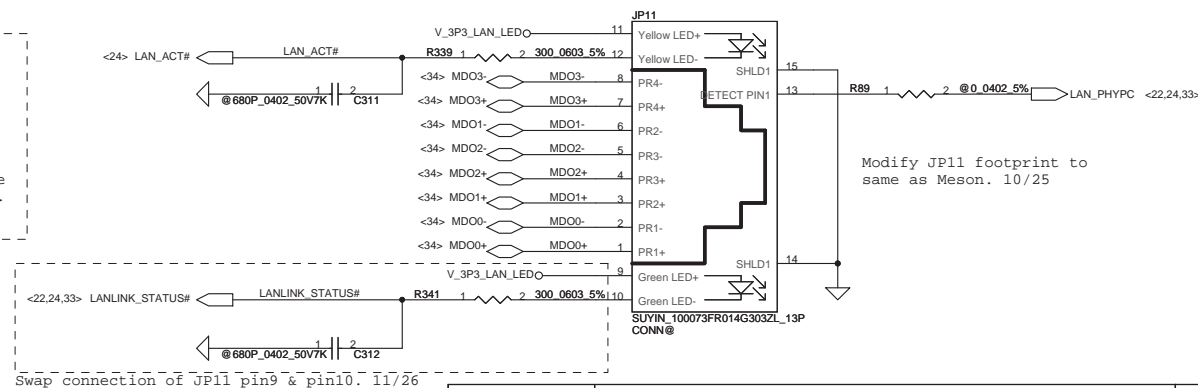 JP11
V_3P3_LAN_LED 11 Yellow LED+
<24> LAN_ACT# LAN_ACT# R339 1 2 300_0603_5% 12 Yellow LED-
<34> MDO3- MDO3- 8 PR4-
SHLD1 15
@680P_0402_50V7K 1 2 C311
<34> MDO3+ MDO3+ 7 PR4+
DETECT PIN1 13 R89 1 2 @0_0402_5% LAN_PHYPC <22,24,33>
<34> MDO1- MDO1- 6 PR2-
<34> MDO2- MDO2- 5 PR3-
<34> MDO2+ MDO2+ 4 PR3+
<34> MDO1+ MDO1+ 3 PR2+
<34> MDO0- MDO0- 2 PR1-
<34> MDO0+ MDO0+ 1 PR1+
Modify JP11 footprint to
same as Meson. 10/25
V_3P3_LAN_LED 9 Green LED+
SHLD1 14
<22,24,33> LANLINK_STATUS# LANLINK_STATUS# R341 1 2 300_0603_5% 10 Green LED-
SUYIN_100073FR014G303ZL_13P
CONN@
@680P_0402_50V7K 1 2 C312
Swap connection of JP11 pin9 & pin10. 11/26